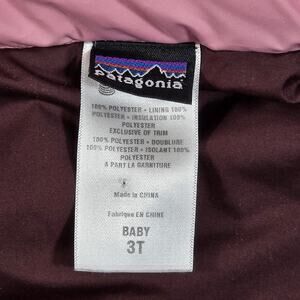 patagonia
100% POLYESTER • LINING 100%
POLYESTER • INSULATION 100%
POLYESTER
EXCLUSIVE OF TRIM
100% POLYESTER • DOUBLURE
100% POLYESTER • ISOLANT 100%
POLYESTER
A PART LA GARNITURE
Made in CHINA
Fabriqué EN CHINE
BABY
3T